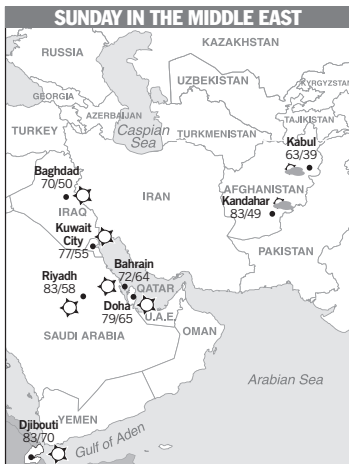 SUNDAY IN THE MIDDLE EAST
KAZAKHSTAN
RUSSIA
UZBEKISTAN
KYRGYZSTAN
GEORGIA
AZERBAIJAN
TAJIKISTAN
TURKEY
Caspian
Sea
TURKMENISTAN
Kabul
63/39
Baghdad
70/50
IRAN
AFGHANISTAN
Kandahar
83/49
IRAQ
Kuwait
City
77/55
PAKISTAN
Bahrain
72/64
Riyadh
83/58
QATAR
Doha
79/65
U.A.E.
OMAN
SAUDI ARABIA
Arabian Sea
YEMEN
Djibouti
83/70
Gulf of Aden